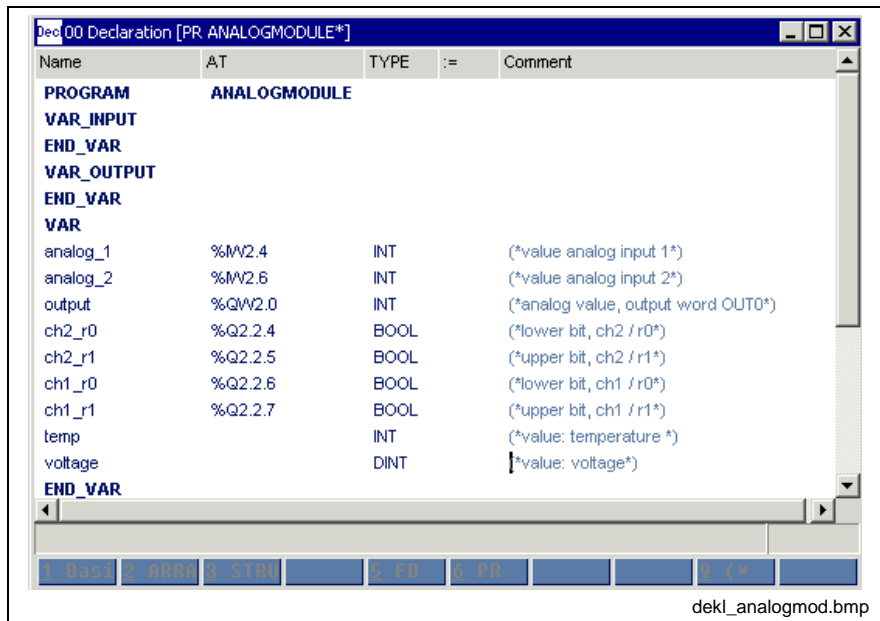 Decl 00 Declaration [PR ANALOGMODULE*]
Name AT TYPE := Comment
PROGRAM ANALOGMODULE
VAR_INPUT
END_VAR
VAR_OUTPUT
END_VAR
VAR
analog_1 %IW2.4 INT (*value analog input 1*)
analog_2 %IW2.6 INT (*value analog input 2*)
output %QW2.0 INT (*analog value, output word OUT0*)
ch2_r0 %Q2.2.4 BOOL (*lower bit, ch2 / r0*)
ch2_r1 %Q2.2.5 BOOL (*upper bit, ch2 / r1*)
ch1_r0 %Q2.2.6 BOOL (*lower bit, ch1 / r0*)
ch1_r1 %Q2.2.7 BOOL (*upper bit, ch1 / r1*)
temp INT (*value: temperature *)
voltage DINT (*value: voltage*)
END_VAR
1 Basi 2 ARRA 3 STRU 5 FB 6 PR 9 (*
dekl_analogmod.bmp